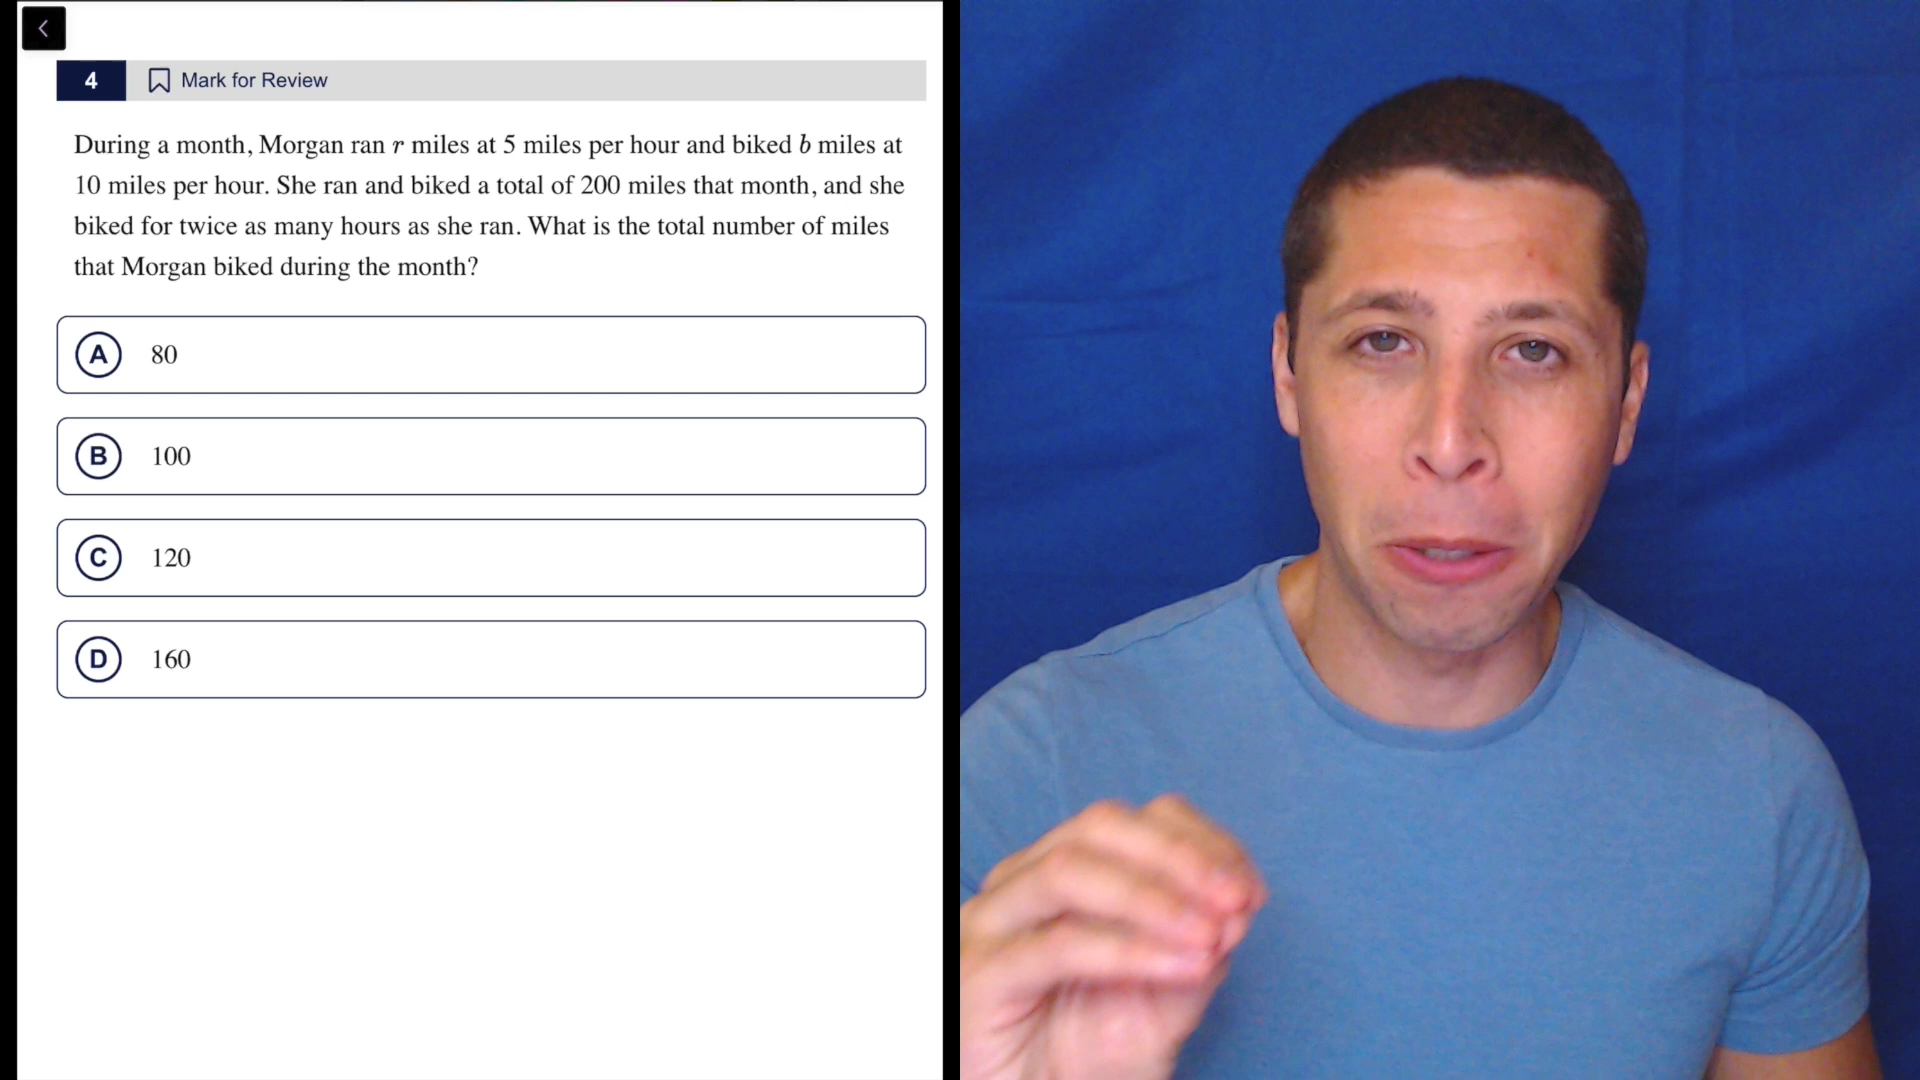 4 Mark for Review
During a month, Morgan ran r miles at 5 miles per hour and biked b miles at
10 miles per hour. She ran and biked a total of 200 miles that month, and she
biked for twice as many hours as she ran. What is the total number of miles
that Morgan biked during the month?
A 80
B 100
C 120
D 160